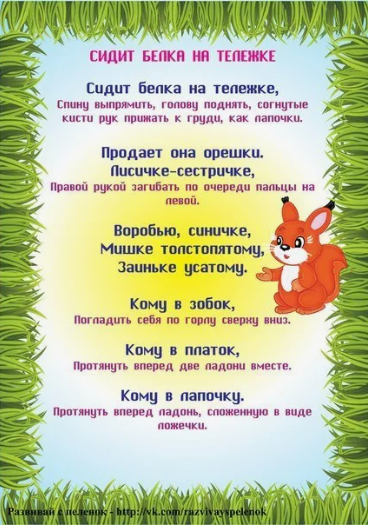 СИДИТ БЕЛКА НА ТЕЛЕЖКЕ
Сидит белка на тележке,
Спину выпрямить, голову поднять, согнутые
кисти рук прижать к груди, как лапочки.
Продает она орешки.
Лисичке-сестричке,
Правой рукой загибать по очереди пальцы на
левой.
Воробью, синичке,
Мишке толстопятому,
Заиньке усатому.
Кому в зобок,
Погладить себя по горлу сверху вниз.
Кому в платок,
Протянуть вперед две ладони вместе.
Кому в лапочку.
Протянуть вперед ладонь, сложенную в виде
ложечки.
Развивай с пеленок - http://vk.com/razvivayspelenok